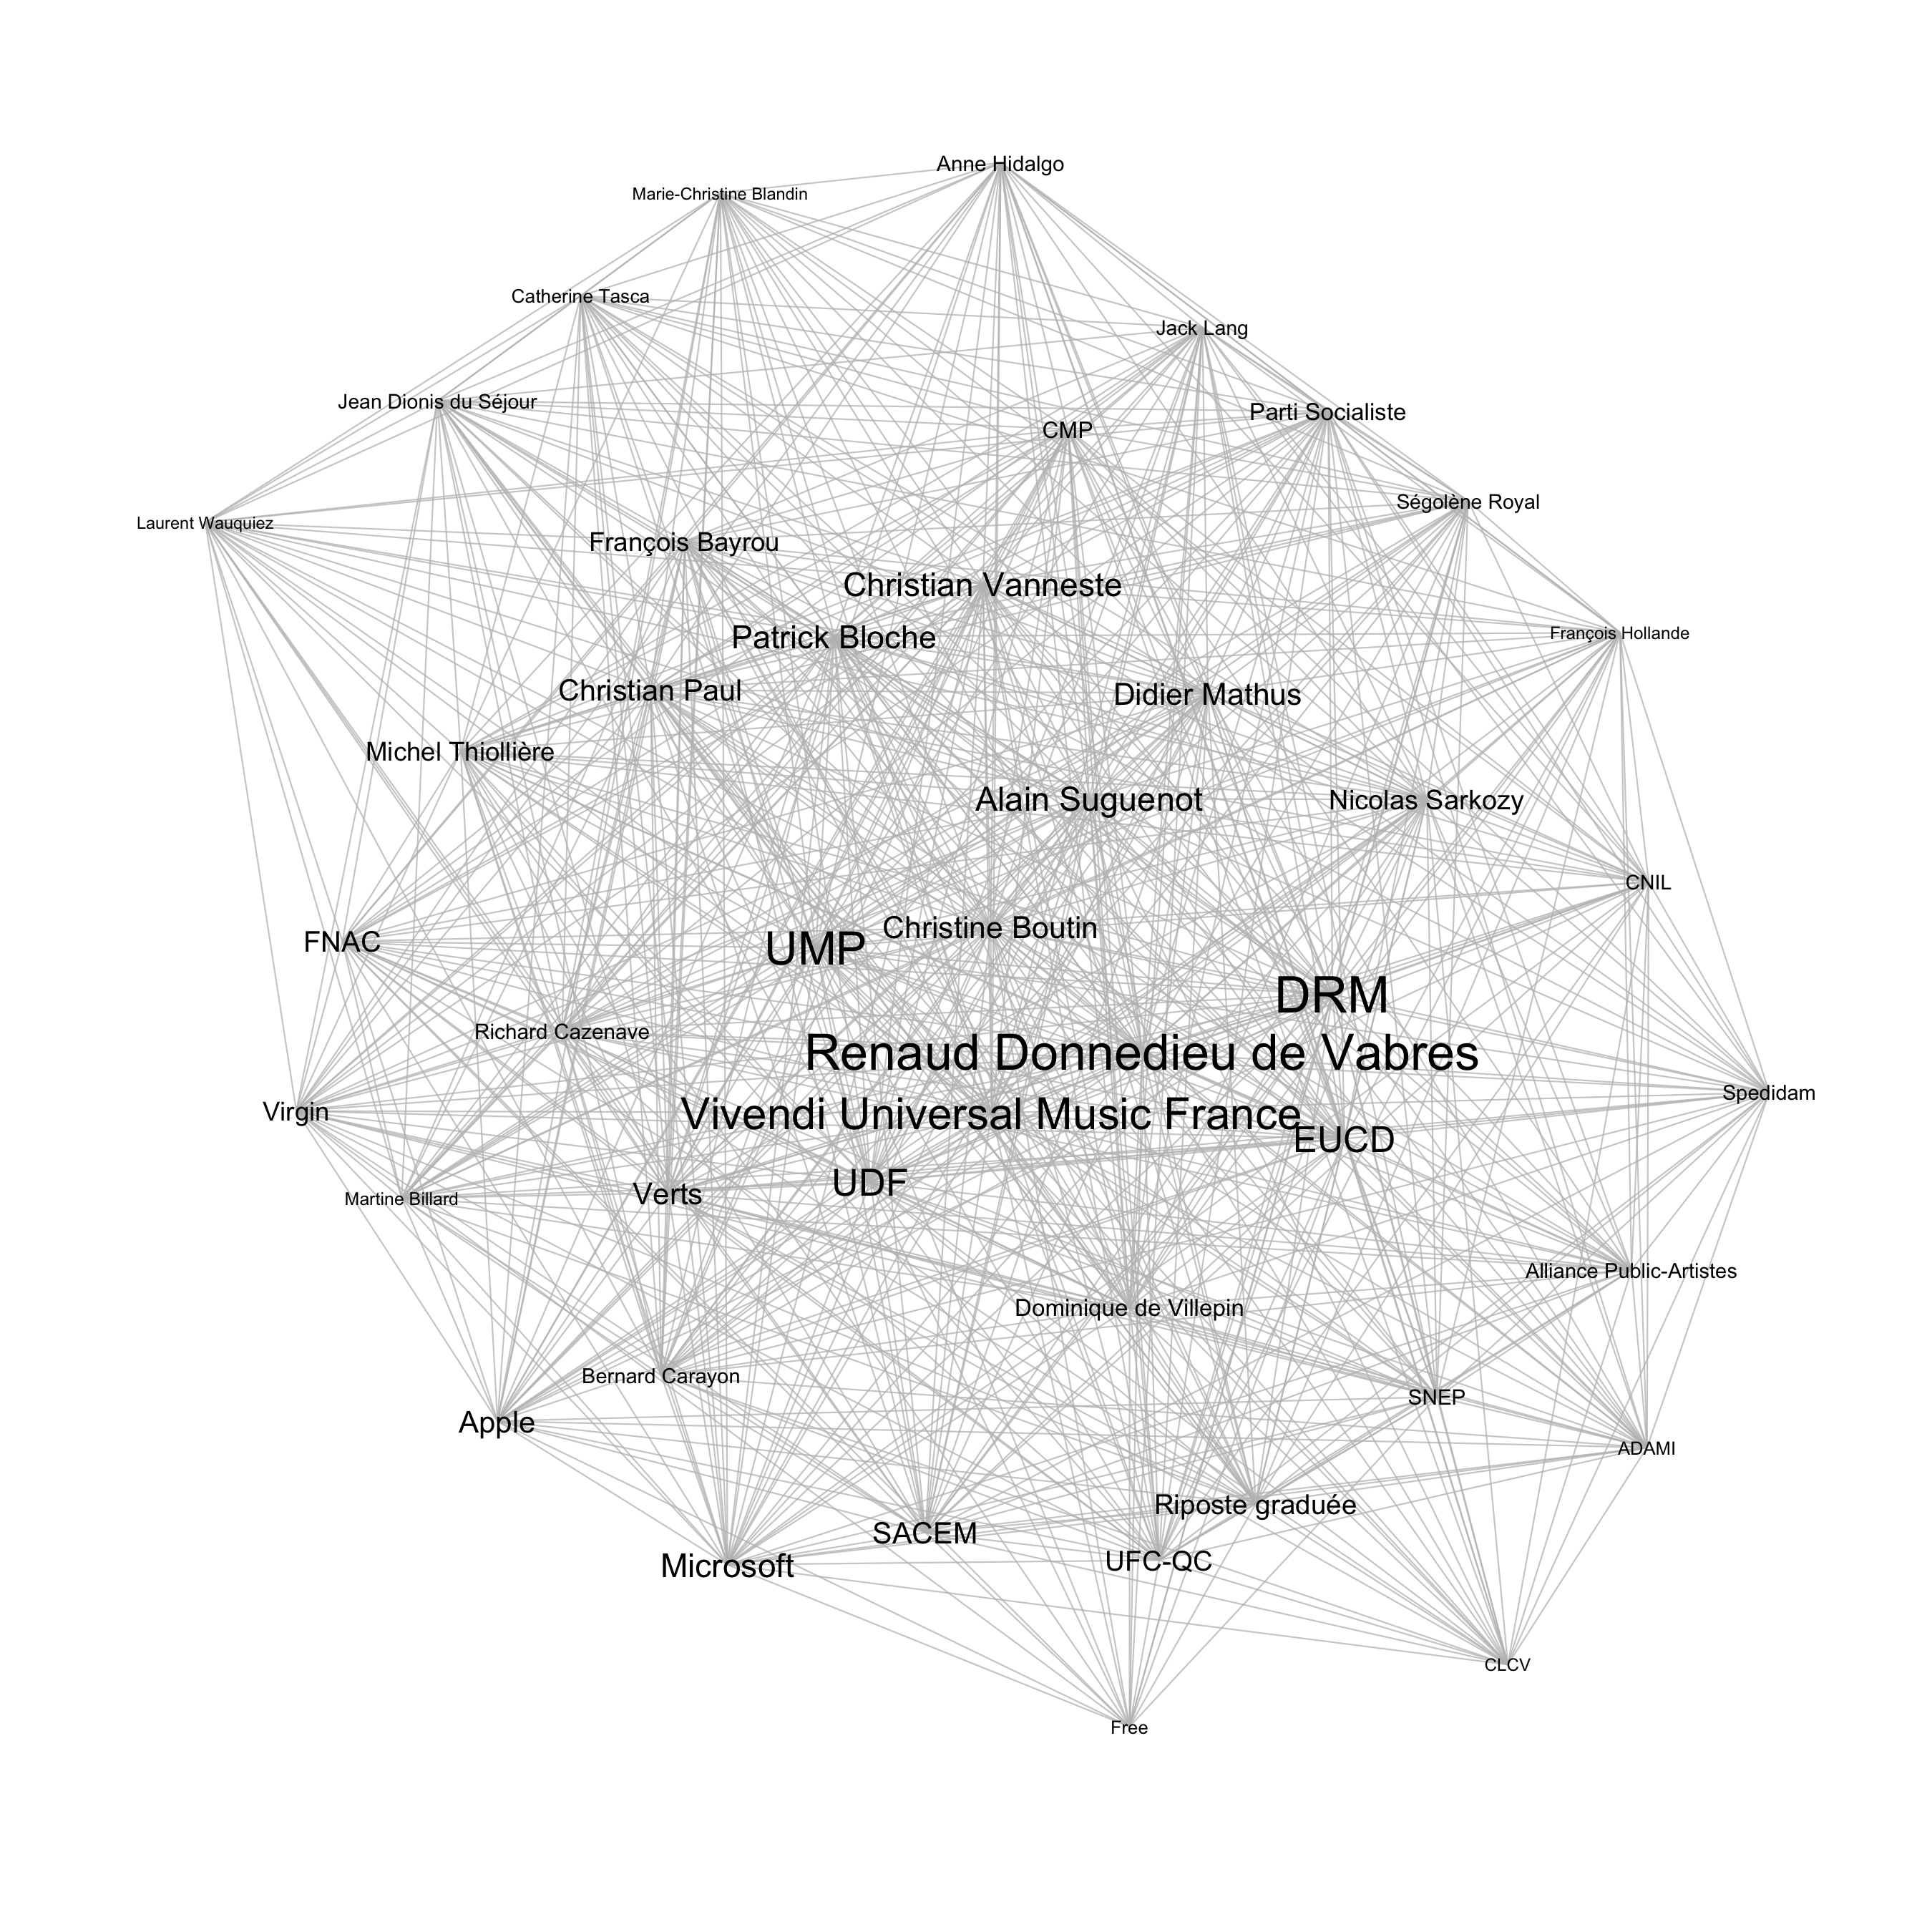 Anne Hidalgo
Marie-Christine Blandin
Catherine Tasca
Jack Lang
Jean Dionis du Séjour
Parti Socialiste
CMP
Ségolène Royal
Laurent Wauquiez
François Bayrou
Christian Vanneste
François Hollande
Patrick Bloche
Christian Paul
Didier Mathus
Michel Thiollière
Alain Suguenot
Nicolas Sarkozy
CNIL
Christine Boutin
FNAC
UMP
DRM
Richard Cazenave
Renaud Donnedieu de Vabres
Spedidam
Virgin
Vivendi Universal Music France
EUCD
UDF
Verts
Martine Billard
Alliance Public-Artistes
Dominique de Villepin
Bernard Carayon
SNEP
Apple
ADAMI
Riposte graduée
SACEM
UFC-QC
Microsoft
CLCV
Free